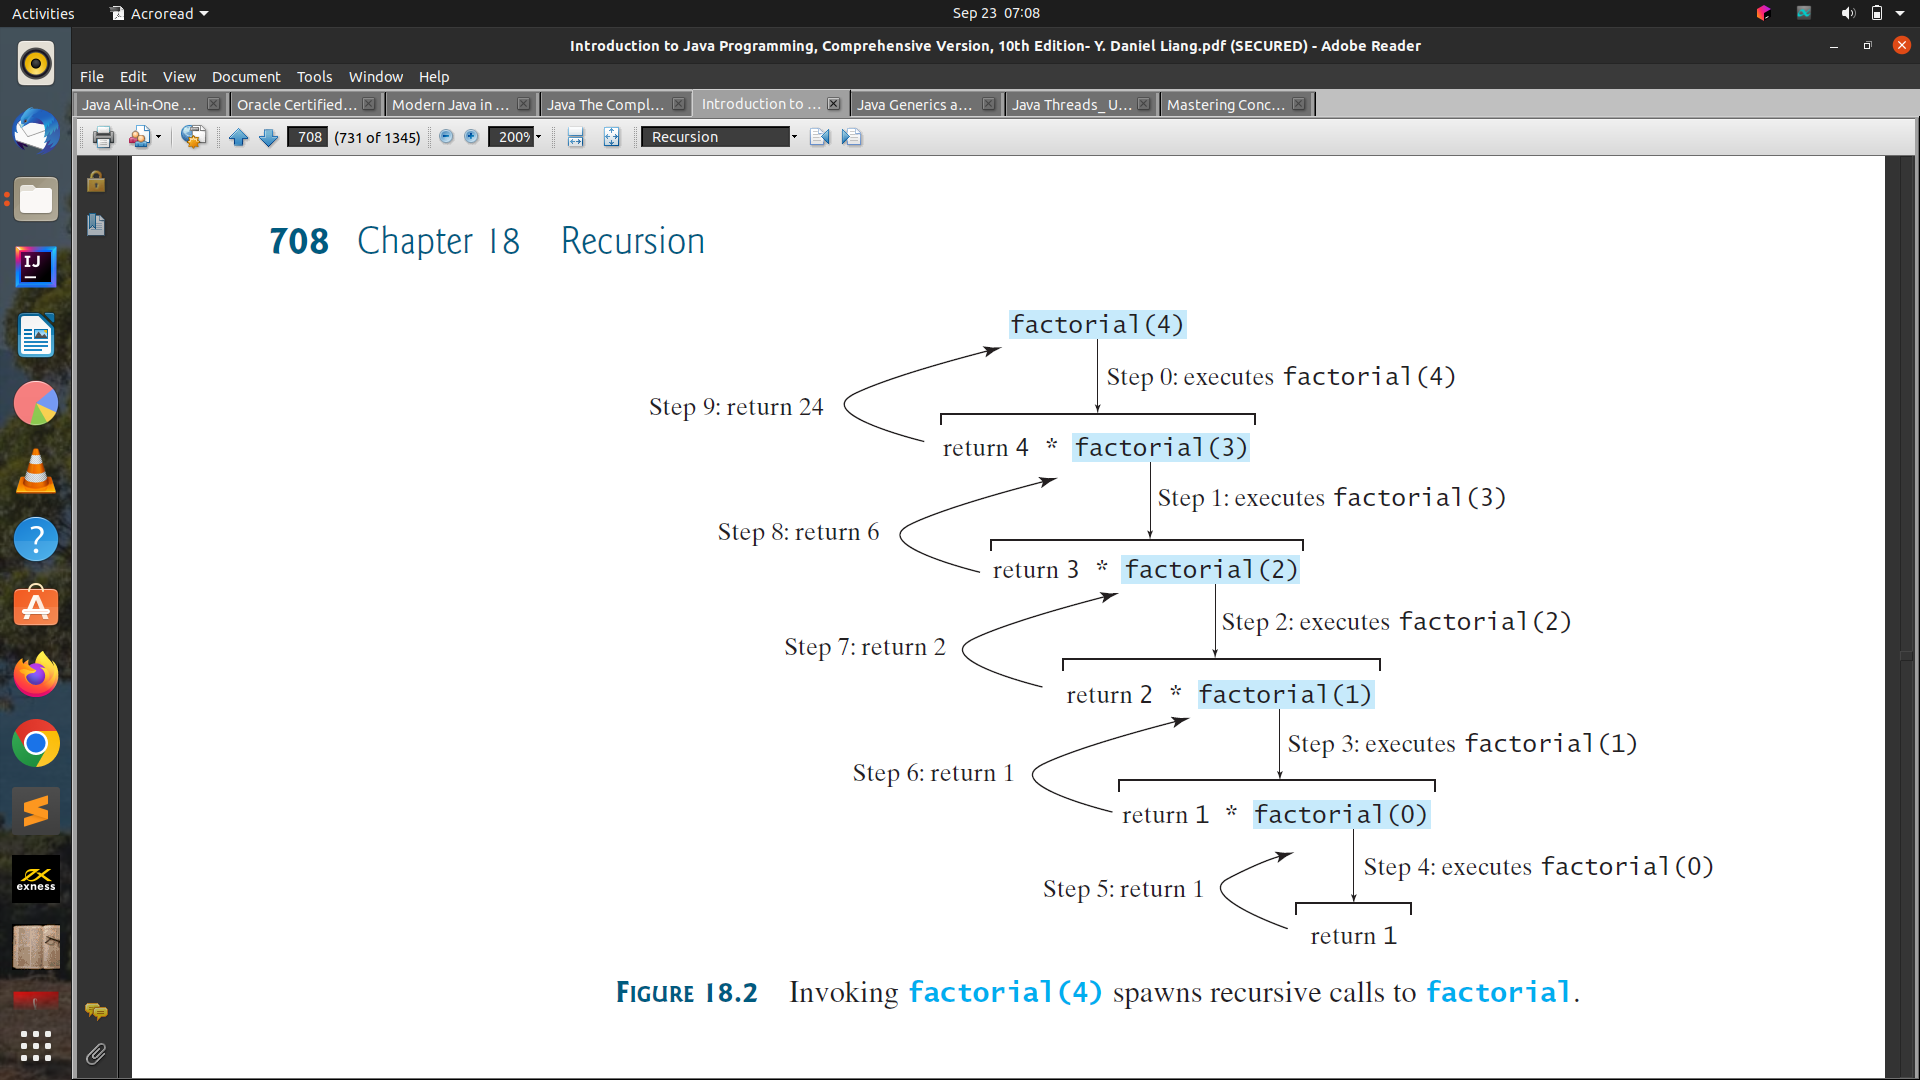 Activities Acroread Sep 23 07:08
Introduction to Java Programming, Comprehensive Version, 10th Edition- Y. Daniel Liang.pdf (SECURED) - Adobe Reader
File Edit View Document Tools Window Help
Java All-in-One ... Oracle Certified... Modern Java in ... Java The Compl... Introduction to ... Java Generics a... Java Threads_ U... Mastering Conc...
708 (731 of 1345) 200% Recursion
708 Chapter 18 Recursion
factorial(4)
Step 0: executes factorial(4)
Step 9: return 24
return 4 * factorial(3)
Step 1: executes factorial(3)
Step 8: return 6
return 3 * factorial(2)
Step 2: executes factorial(2)
Step 7: return 2
return 2 * factorial(1)
Step 3: executes factorial(1)
Step 6: return 1
return 1 * factorial(0)
Step 4: executes factorial(0)
Step 5: return 1
return 1
FIGURE 18.2 Invoking factorial(4) spawns recursive calls to factorial.
IJ
exness